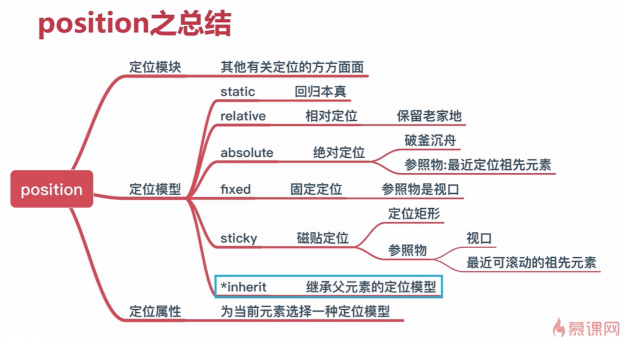 position之总结
定位模块 其他有关定位的方方面面
static 回归本真
relative 相对定位 保留老家地
破釜沉舟
absolute 绝对定位
参照物:最近定位祖先元素
position 定位模型 fixed 固定定位 参照物是视口
定位矩形
sticky 磁贴定位
视口
参照物
最近可滚动的祖先元素
*inherit 继承父元素的定位模型
定位属性 为当前元素选择一种定位模型
慕课网